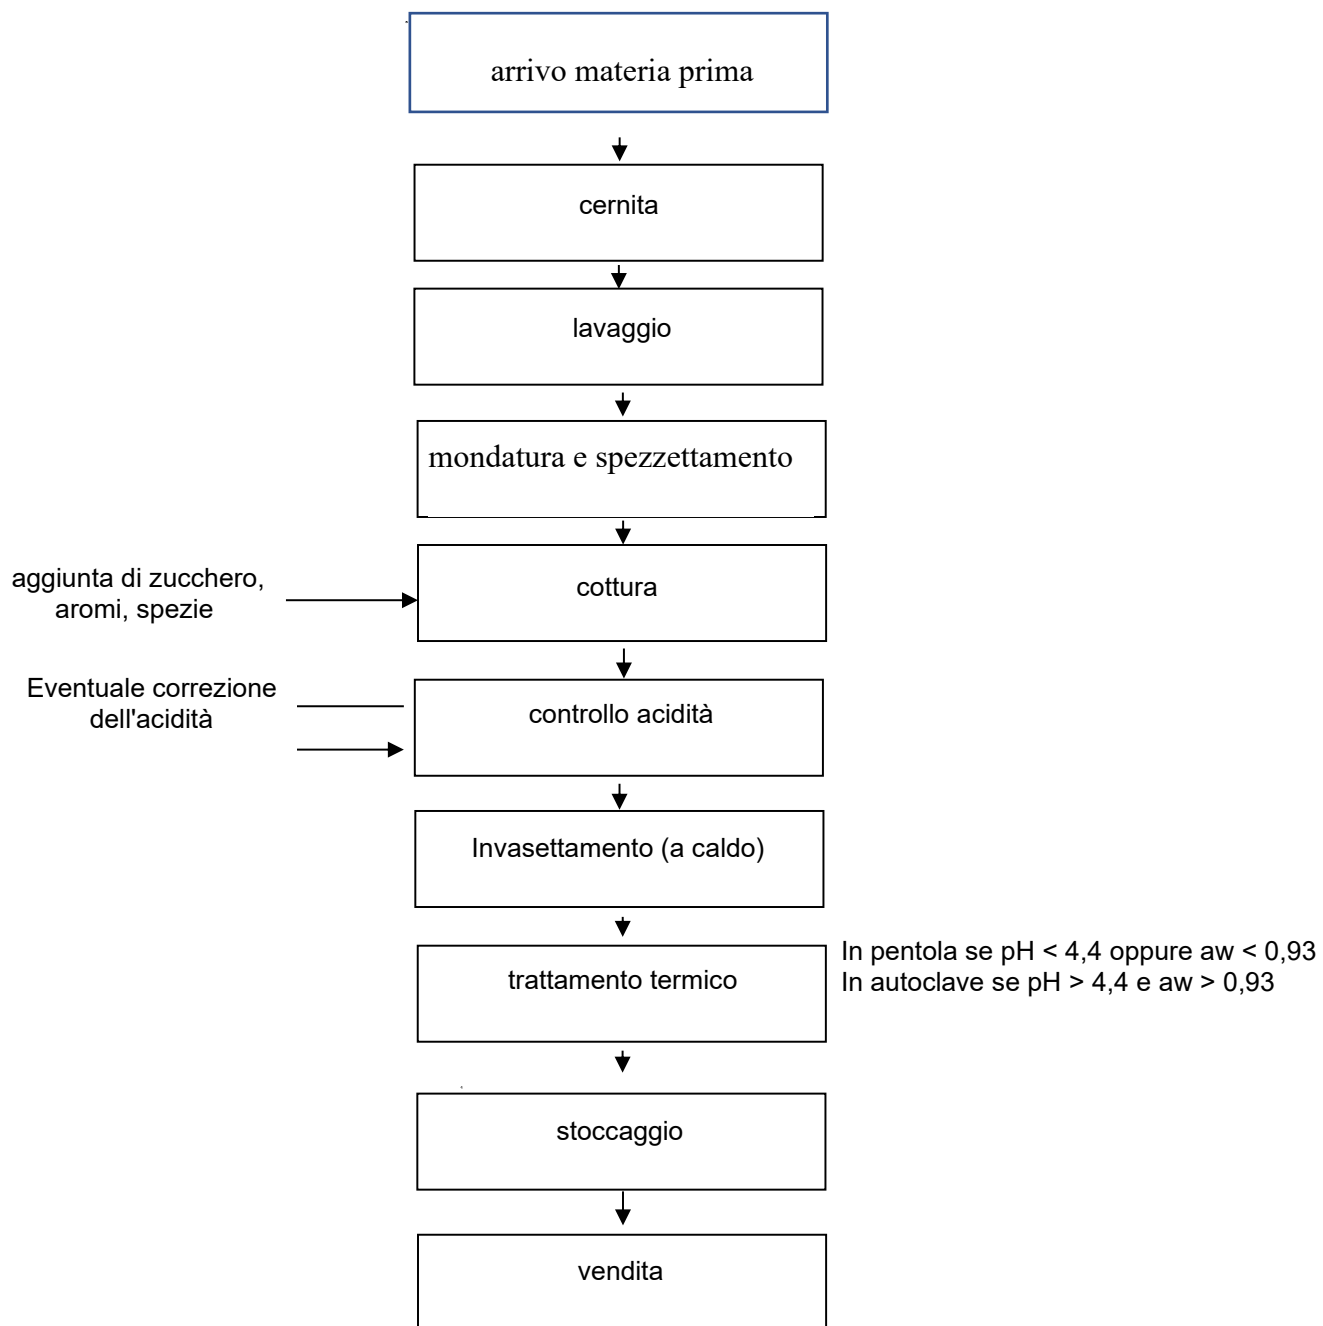 arrivo materia prima
cernita
lavaggio
mondatura e spezzettamento
aggiunta di zucchero,
aromi, spezie
cottura
Eventuale correzione
dell'acidità
controllo acidità
Invasettamento (a caldo)
trattamento termico
In pentola se pH < 4,4 oppure aw < 0,93
In autoclave se pH > 4,4 e aw > 0,93
stoccaggio
vendita